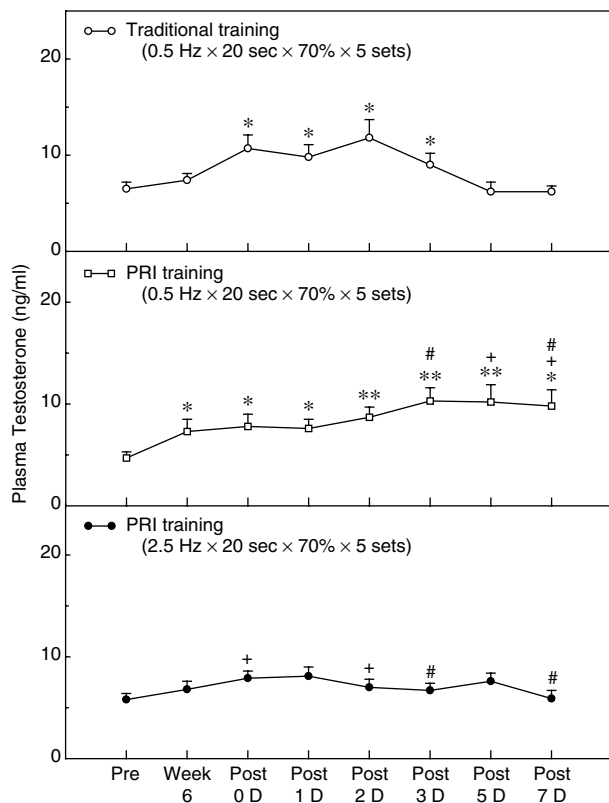 Traditional training
(0.5 Hz × 20 sec × 70% × 5 sets)
20
10
0
* * * *
PRI training
(0.5 Hz × 20 sec × 70% × 5 sets)
20
10
0
# + #
+
* * * ** ** ** *
PRI training
(2.5 Hz × 20 sec × 70% × 5 sets)
20
10
0
+ + # #
Plasma Testosterone (ng/ml)
Pre Week Post Post Post Post Post Post
6 0 D 1 D 2 D 3 D 5 D 7 D